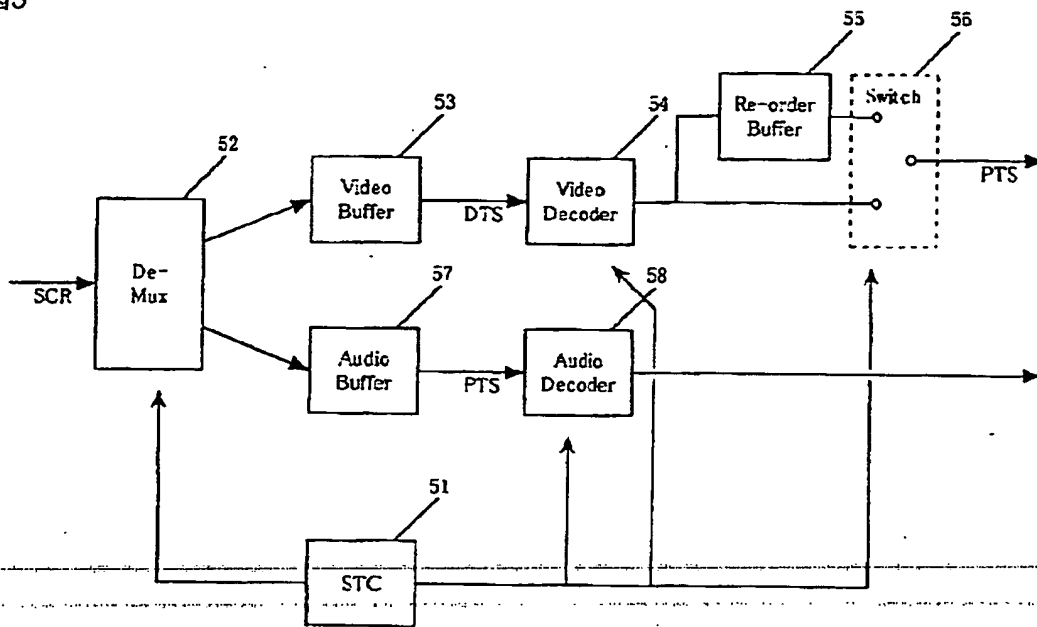 55
56
53
54
Re-order
Buffer
Switch
52
Video
Buffer
DTS
Video
Decoder
PTS
De-
Mux
SCR
57
58
Audio
Buffer
PTS
Audio
Decoder
51
STC